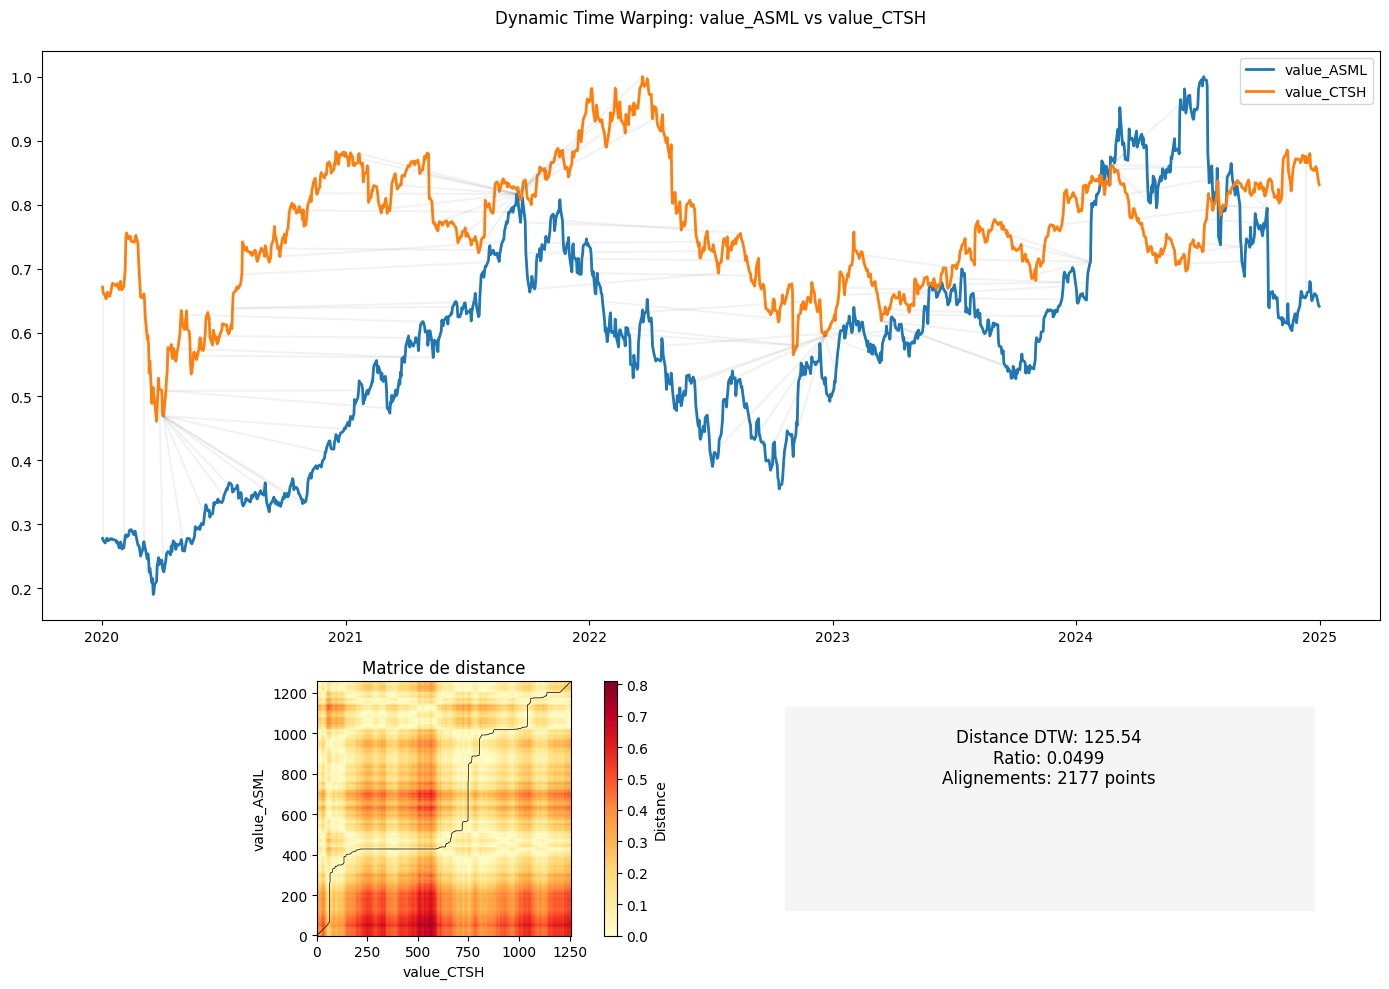 Dynamic Time Warping: value_ASML vs value_CTSH
value_ASML
value_CTSH
1.0
0.9
0.8
0.7
0.6
0.5
0.4
0.3
0.2
2020 2021 2022 2023 2024 2025
Matrice de distance
value_ASML
1200
1000
800
600
400
200
0
0 250 500 750 1000 1250
value_CTSH
0.8
0.7
0.6
0.5
0.4
0.3
0.2
0.1
0.0
Distance
Distance DTW: 125.54
Ratio: 0.0499
Alignements: 2177 points